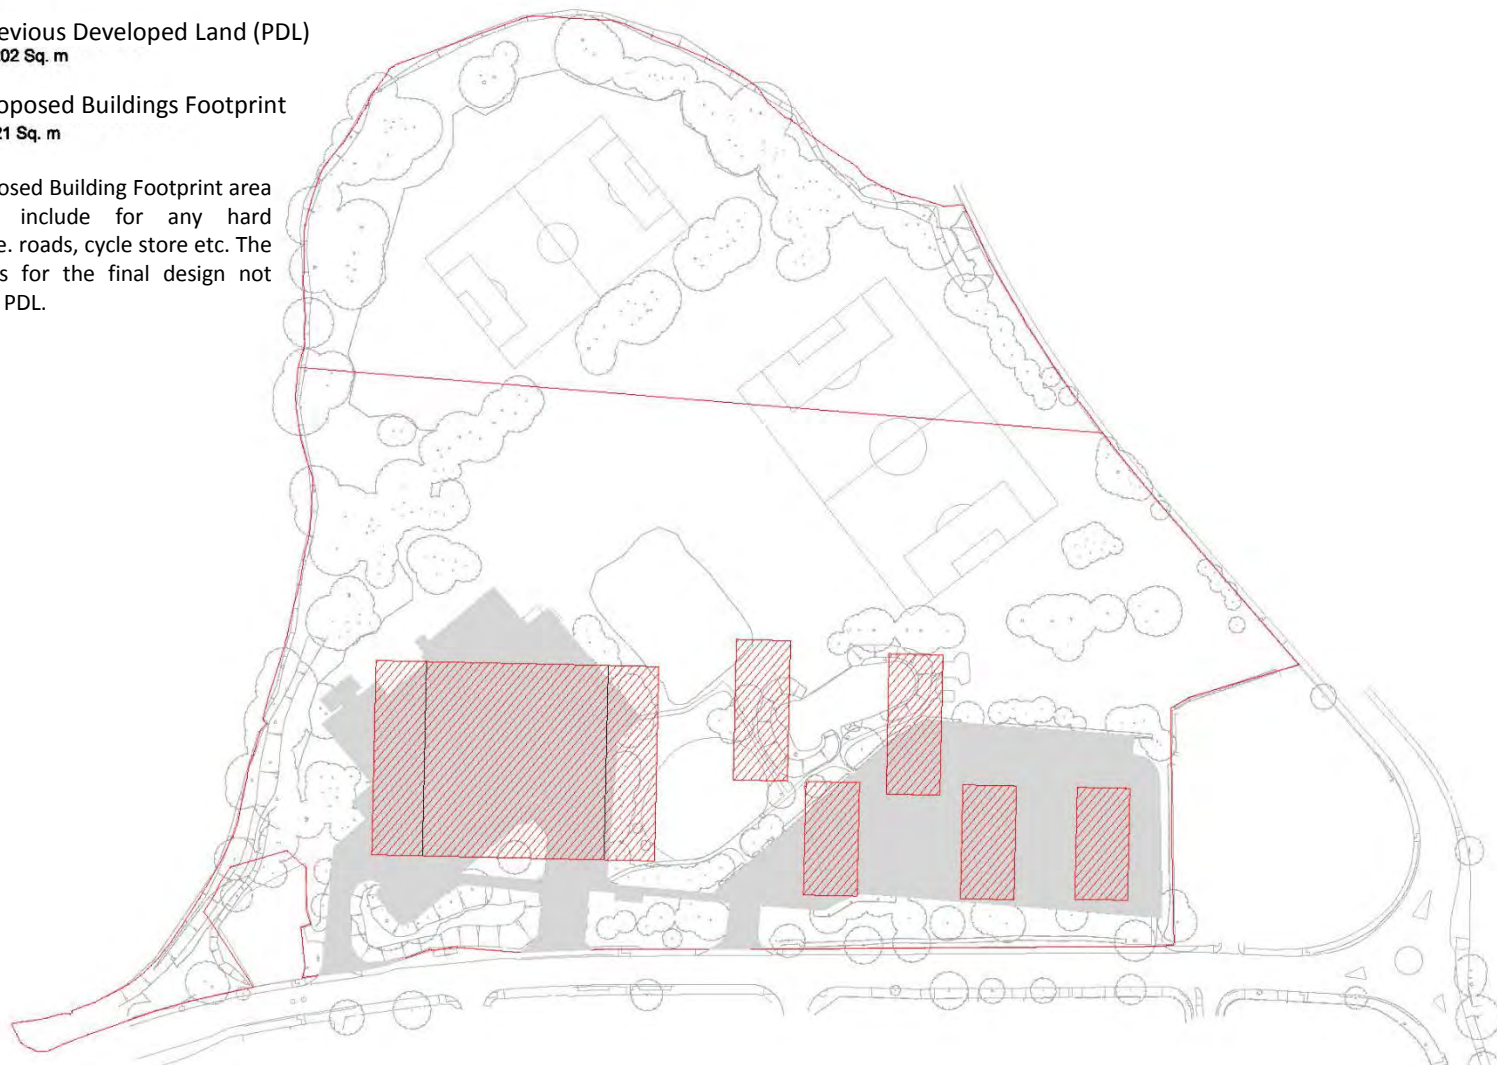 evious Developed Land (PDL)
02 Sq. m
oposed Buildings Footprint
21 Sq. m
osed Building Footprint area
include for any hard
e. roads, cycle store etc. The
s for the final design not
PDL.